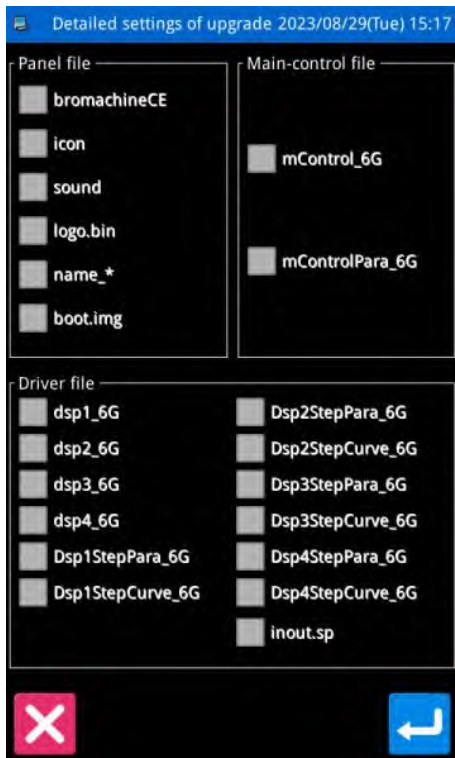 Detailed settings of upgrade 2023/08/29(Tue) 15:17
Panel file
bromachineCE
icon
sound
logo.bin
name_*
boot.img
Main-control file
mControl_6G
mControlPara_6G
Driver file
dsp1_6G
dsp2_6G
dsp3_6G
dsp4_6G
Dsp1StepPara_6G
Dsp1StepCurve_6G
Dsp2StepPara_6G
Dsp2StepCurve_6G
Dsp3StepPara_6G
Dsp3StepCurve_6G
Dsp4StepPara_6G
Dsp4StepCurve_6G
inout.sp